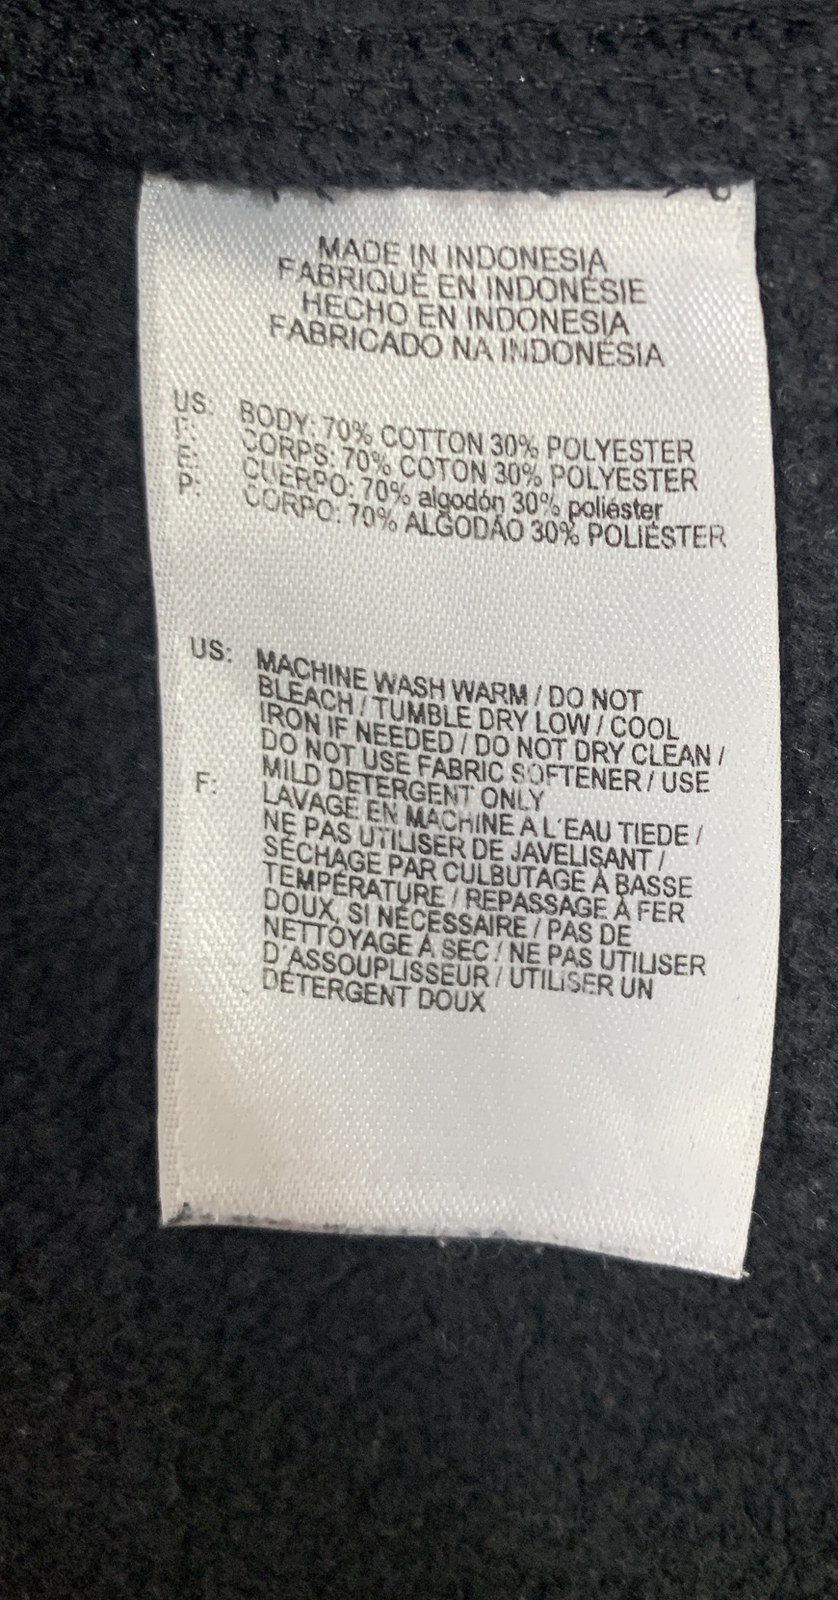 MADE IN INDONESIA
FABRIQUÉ EN INDONÉSIE
HECHO EN INDONESIA
FABRICADO NA INDONÉSIA
US: BODY: 70% COTTON 30% POLYESTER
F: CORPS: 70% COTON 30% POLYESTER
E: CUERPO: 70% algodón 30% poliéster
P: CORPO: 70% ALGODÃO 30% POLIÉSTER
US: MACHINE WASH WARM / DO NOT
BLEACH / TUMBLE DRY LOW / COOL
IRON IF NEEDED / DO NOT DRY CLEAN /
DO NOT USE FABRIC SOFTENER / USE
MILD DETERGENT ONLY
F: LAVAGE EN MACHINE A L'EAU TIEDE /
NE PAS UTILISER DE JAVELISANT /
SÉCHAGE PAR CULBUTAGE À BASSE
TEMPÉRATURE / REPASSAGE À FER
DOUX, SI NÉCESSAIRE / PAS DE
NETTOYAGE À SEC / NE PAS UTILISER
D'ASSOUPLISSEUR / UTILISER UN
DÉTERGENT DOUX